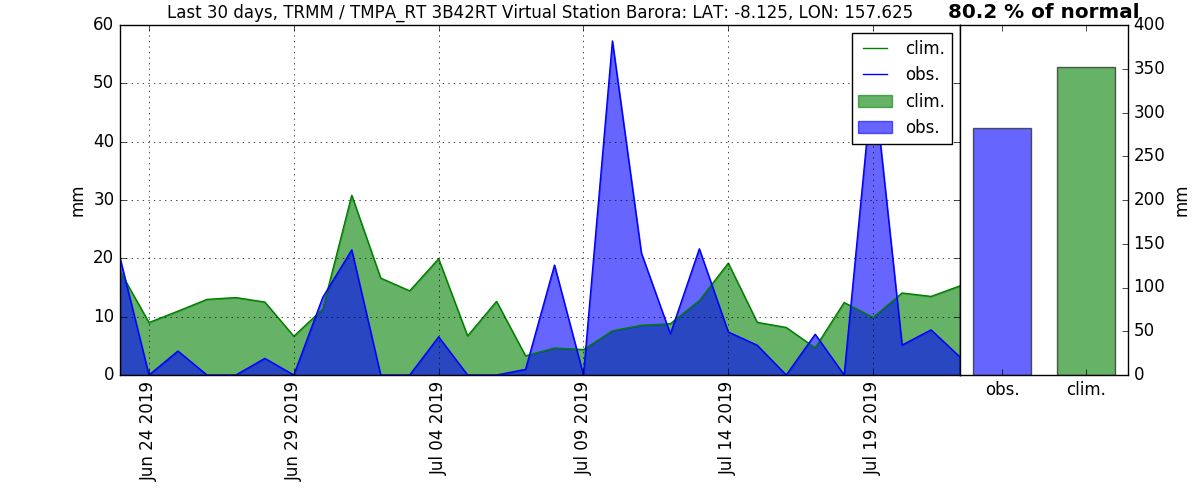 Last 30 days, TRMM / TMPA_RT 3B42RT Virtual Station Barora: LAT: -8.125, LON: 157.625
80.2 % of normal
60
50
40
30
20
10
0
mm
clim.
obs.
clim.
obs.
400
350
300
250
200
150
100
50
0
mm
Jun 24 2019
Jun 29 2019
Jul 04 2019
Jul 09 2019
Jul 14 2019
Jul 19 2019
obs.
clim.